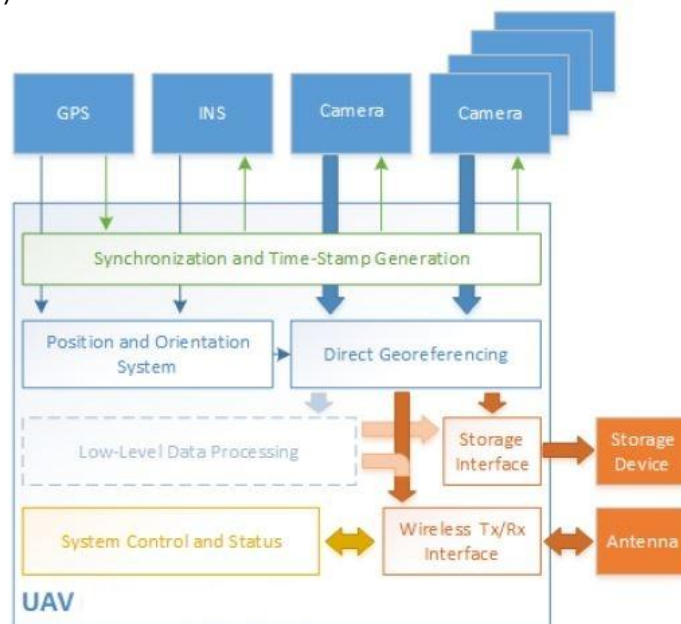 )
GPS
INS
Camera
Camera
Synchronization and Time-Stamp Generation
Position and Orientation
System
Direct Georeferencing
Low-Level Data Processing
Storage
Interface
Storage
Device
System Control and Status
Wireless Tx/Rx
Interface
Antenna
UAV